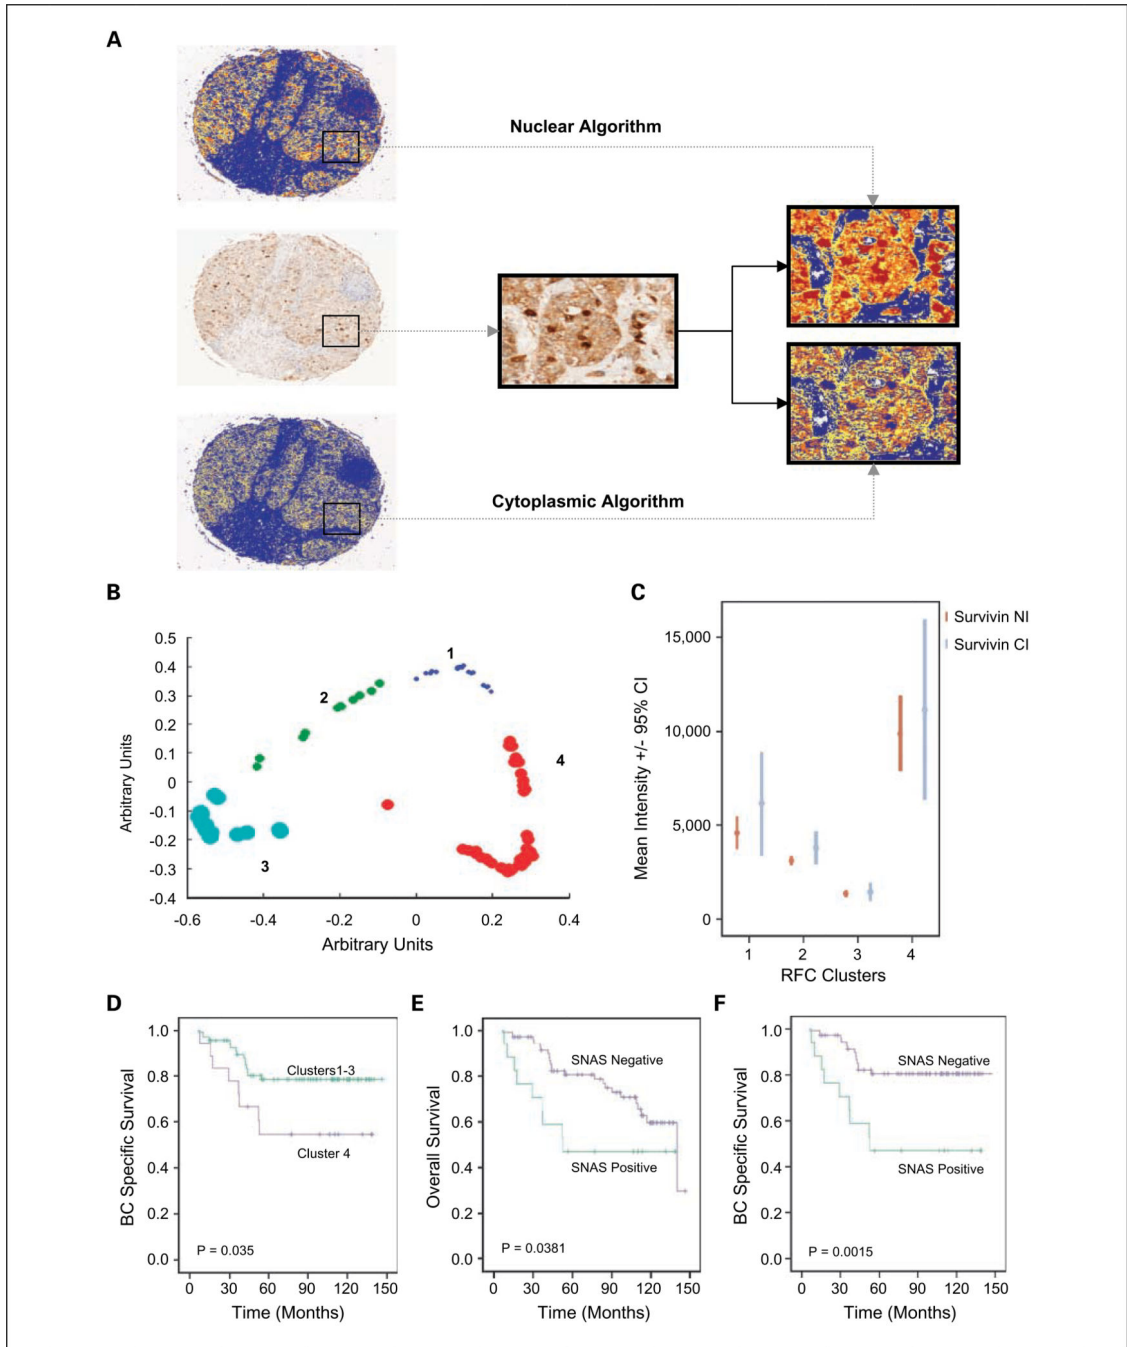 A
Nuclear Algorithm
Cytoplasmic Algorithm
B
0.5
0.4
0.3
0.2
0.1
0
-0.1
-0.2
-0.3
-0.4
Arbitrary Units
1
2
3
4
-0.6 -0.4 -0.2 0 0.2 0.4
Arbitrary Units
C
15,000
10,000
5,000
0
Mean Intensity +/- 95% CI
Survivin NI
Survivin CI
1 2 3 4
RFC Clusters
D
1.0
0.8
0.6
0.4
0.2
0.0
BC Specific Survival
Clusters1-3
Cluster 4
P = 0.035
0 30 60 90 120 150
Time (Months)
E
1.0
0.8
0.6
0.4
0.2
0.0
Overall Survival
SNAS Negative
SNAS Positive
P = 0.0381
0 30 60 90 120 150
Time (Months)
F
1.0
0.8
0.6
0.4
0.2
0.0
BC Specific Survival
SNAS Negative
SNAS Positive
P = 0.0015
0 30 60 90 120 150
Time (Months)